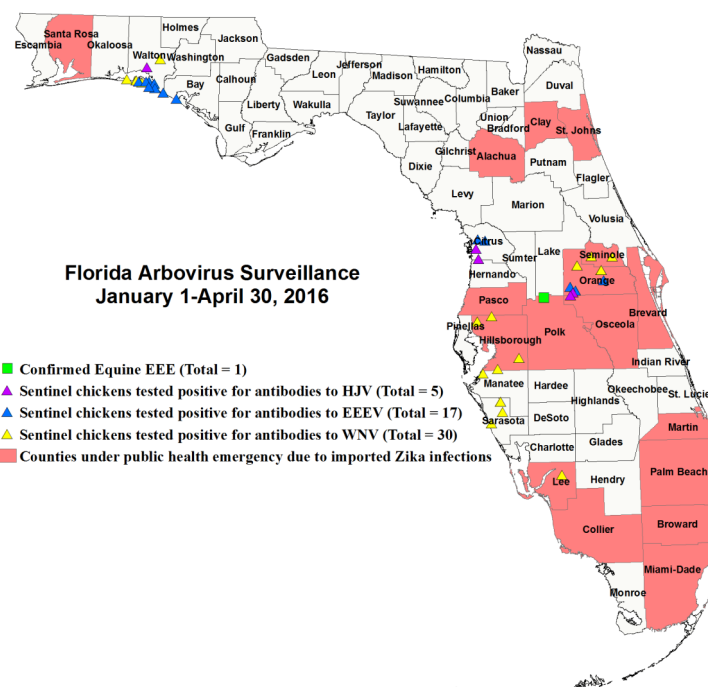 Holmes
Santa Rosa
Jackson
Escambia
Okaloosa
Walton
Washington
Gadsden
Nassau
Jefferson
Hamilton
Leon
Madison
Calhoun
Bay
Baker
Duval
Suwannee
Columbia
Liberty
Wakulla
Taylor
Union
Bradford
Clay
St. Johns
Gulf
Franklin
Lafayette
Gilchrist
Alachua
Putnam
Dixie
Flagler
Levy
Marion
Volusia
Citrus
Lake
Sumter
Seminole
Florida Arbovirus Surveillance
January 1-April 30, 2016
Hernando
Orange
Pasco
Brevard
Pinellas
Hillsborough
Polk
Osceola
Indian River
Confirmed Equine EEE (Total = 1)
Sentinel chickens tested positive for antibodies to HJV (Total = 5)
Sentinel chickens tested positive for antibodies to EEEV (Total = 17)
Sentinel chickens tested positive for antibodies to WNV (Total = 30)
Counties under public health emergency due to imported Zika infections
Manatee
Hardee
Okeechobee
St. Lucie
Highlands
Sarasota
DeSoto
Martin
Charlotte
Glades
Palm Beach
Lee
Hendry
Broward
Collier
Miami-Dade
Monroe